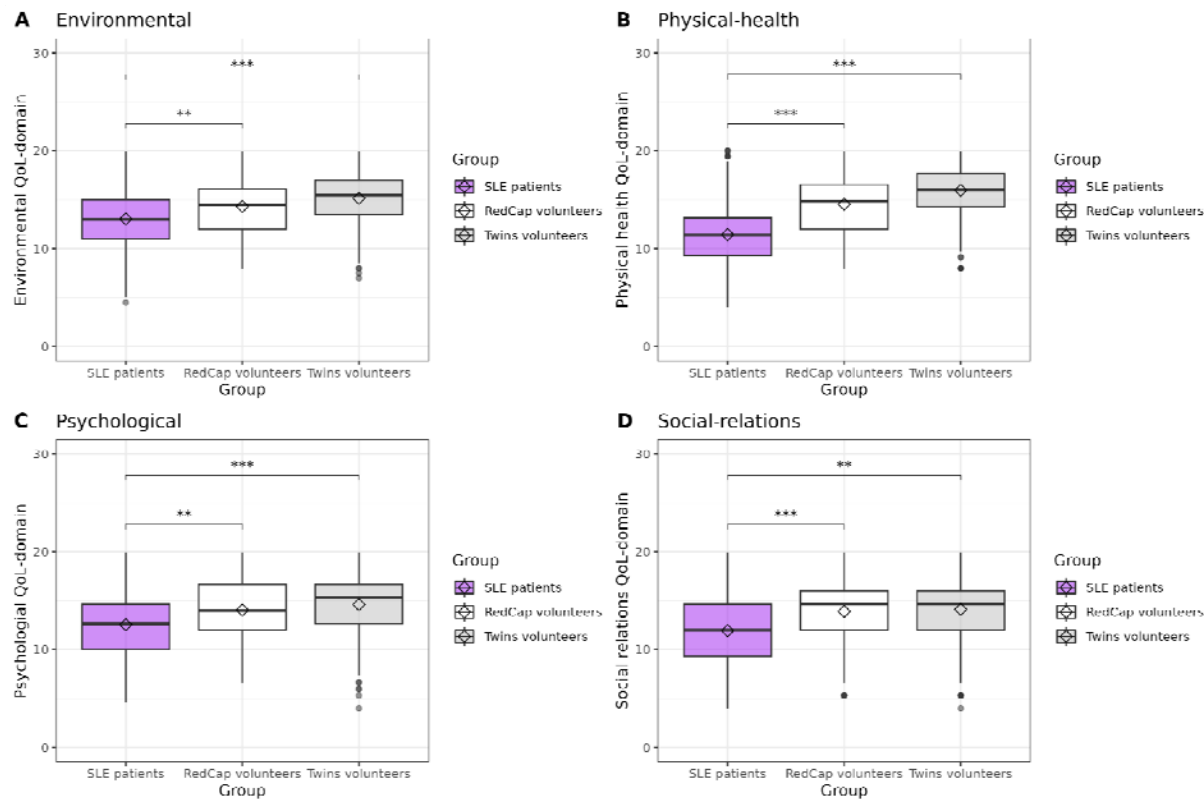 A Environmental
Environmental QoL-domain
30
20
10
0
***
**
SLE patients RedCap volunteers Twins volunteers
Group
Group
SLE patients
RedCap volunteers
Twins volunteers
B Physical-health
Physical health QoL-domain
30
20
10
0
***
***
SLE patients RedCap volunteers Twins volunteers
Group
Group
SLE patients
RedCap volunteers
Twins volunteers
C Psychological
Psychological QoL-domain
30
20
10
0
***
**
SLE patients RedCap volunteers Twins volunteers
Group
Group
SLE patients
RedCap volunteers
Twins volunteers
D Social-relations
Social relations QoL-domain
30
20
10
0
**
***
SLE patients RedCap volunteers Twins volunteers
Group
Group
SLE patients
RedCap volunteers
Twins volunteers